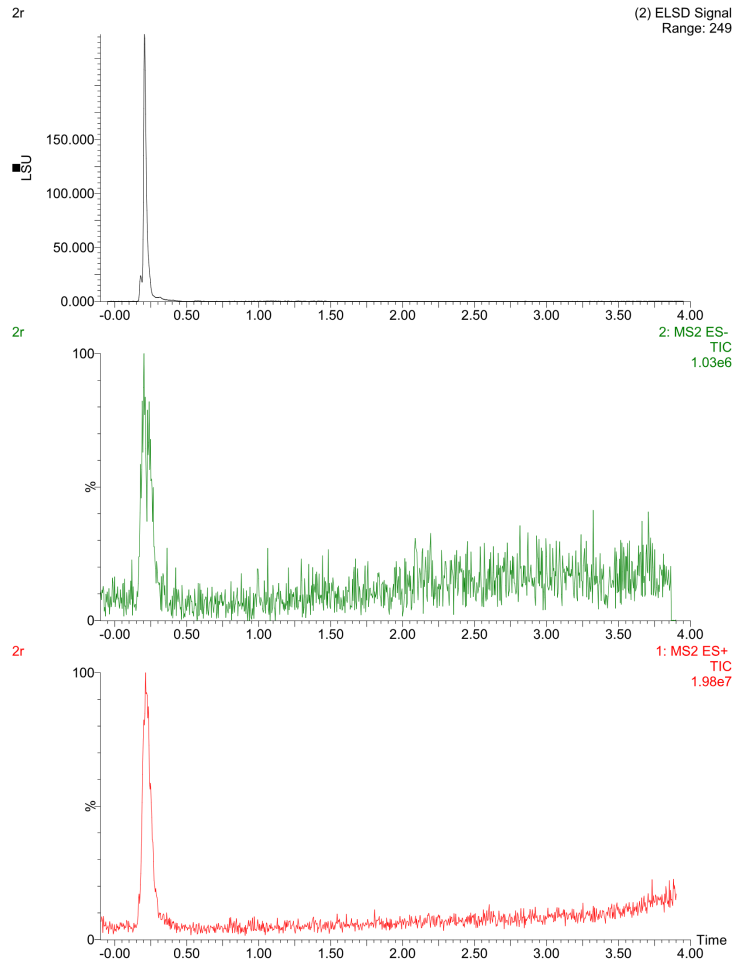 2r
(2) ELSD Signal
Range: 249
LSU
150.000
100.000
50.000
0.000
-0.00 0.50 1.00 1.50 2.00 2.50 3.00 3.50 4.00
2r
2: MS2 ES-
TIC
1.03e6
100
%
0
-0.00 0.50 1.00 1.50 2.00 2.50 3.00 3.50 4.00
2r
1: MS2 ES+
TIC
1.98e7
100
%
0
Time
-0.00 0.50 1.00 1.50 2.00 2.50 3.00 3.50 4.00